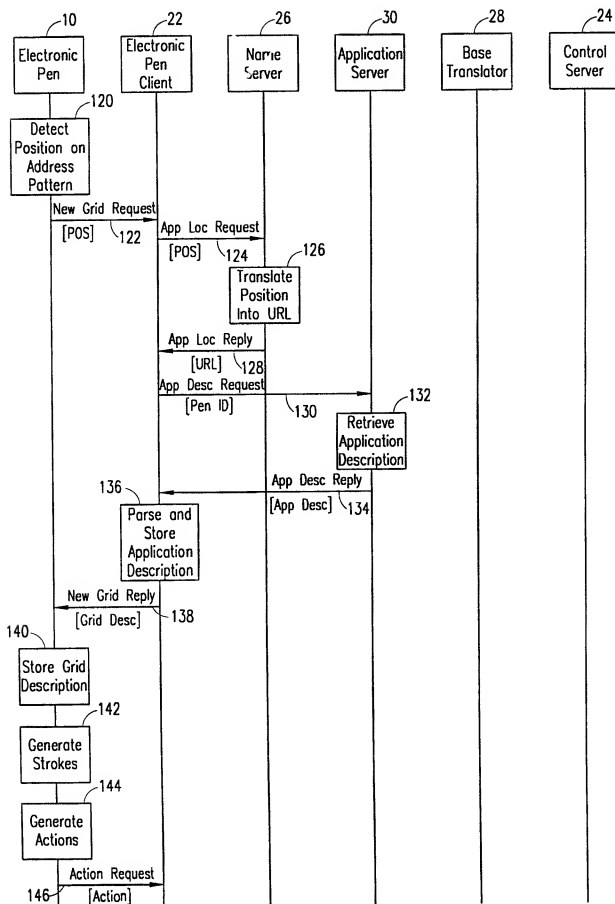 10
22
26
30
28
24
Electronic
Pen
Electronic
Pen
Client
Name
Server
Application
Server
Base
Translator
Control
Server
120
Detect
Position on
Address
Pattern
New Grid Request
[POS]
122
App Loc Request
[POS]
124
126
Translate
Position
Into URL
App Loc Reply
[URL]
128
App Desc Request
[Pen ID]
130
132
Retrieve
Application
Description
App Desc Reply
[App Desc]
134
136
Parse and
Store
Application
Description
New Grid Reply
[Grid Desc]
138
140
Store Grid
Description
142
Generate
Strokes
144
Generate
Actions
Action Request
146
[Action]